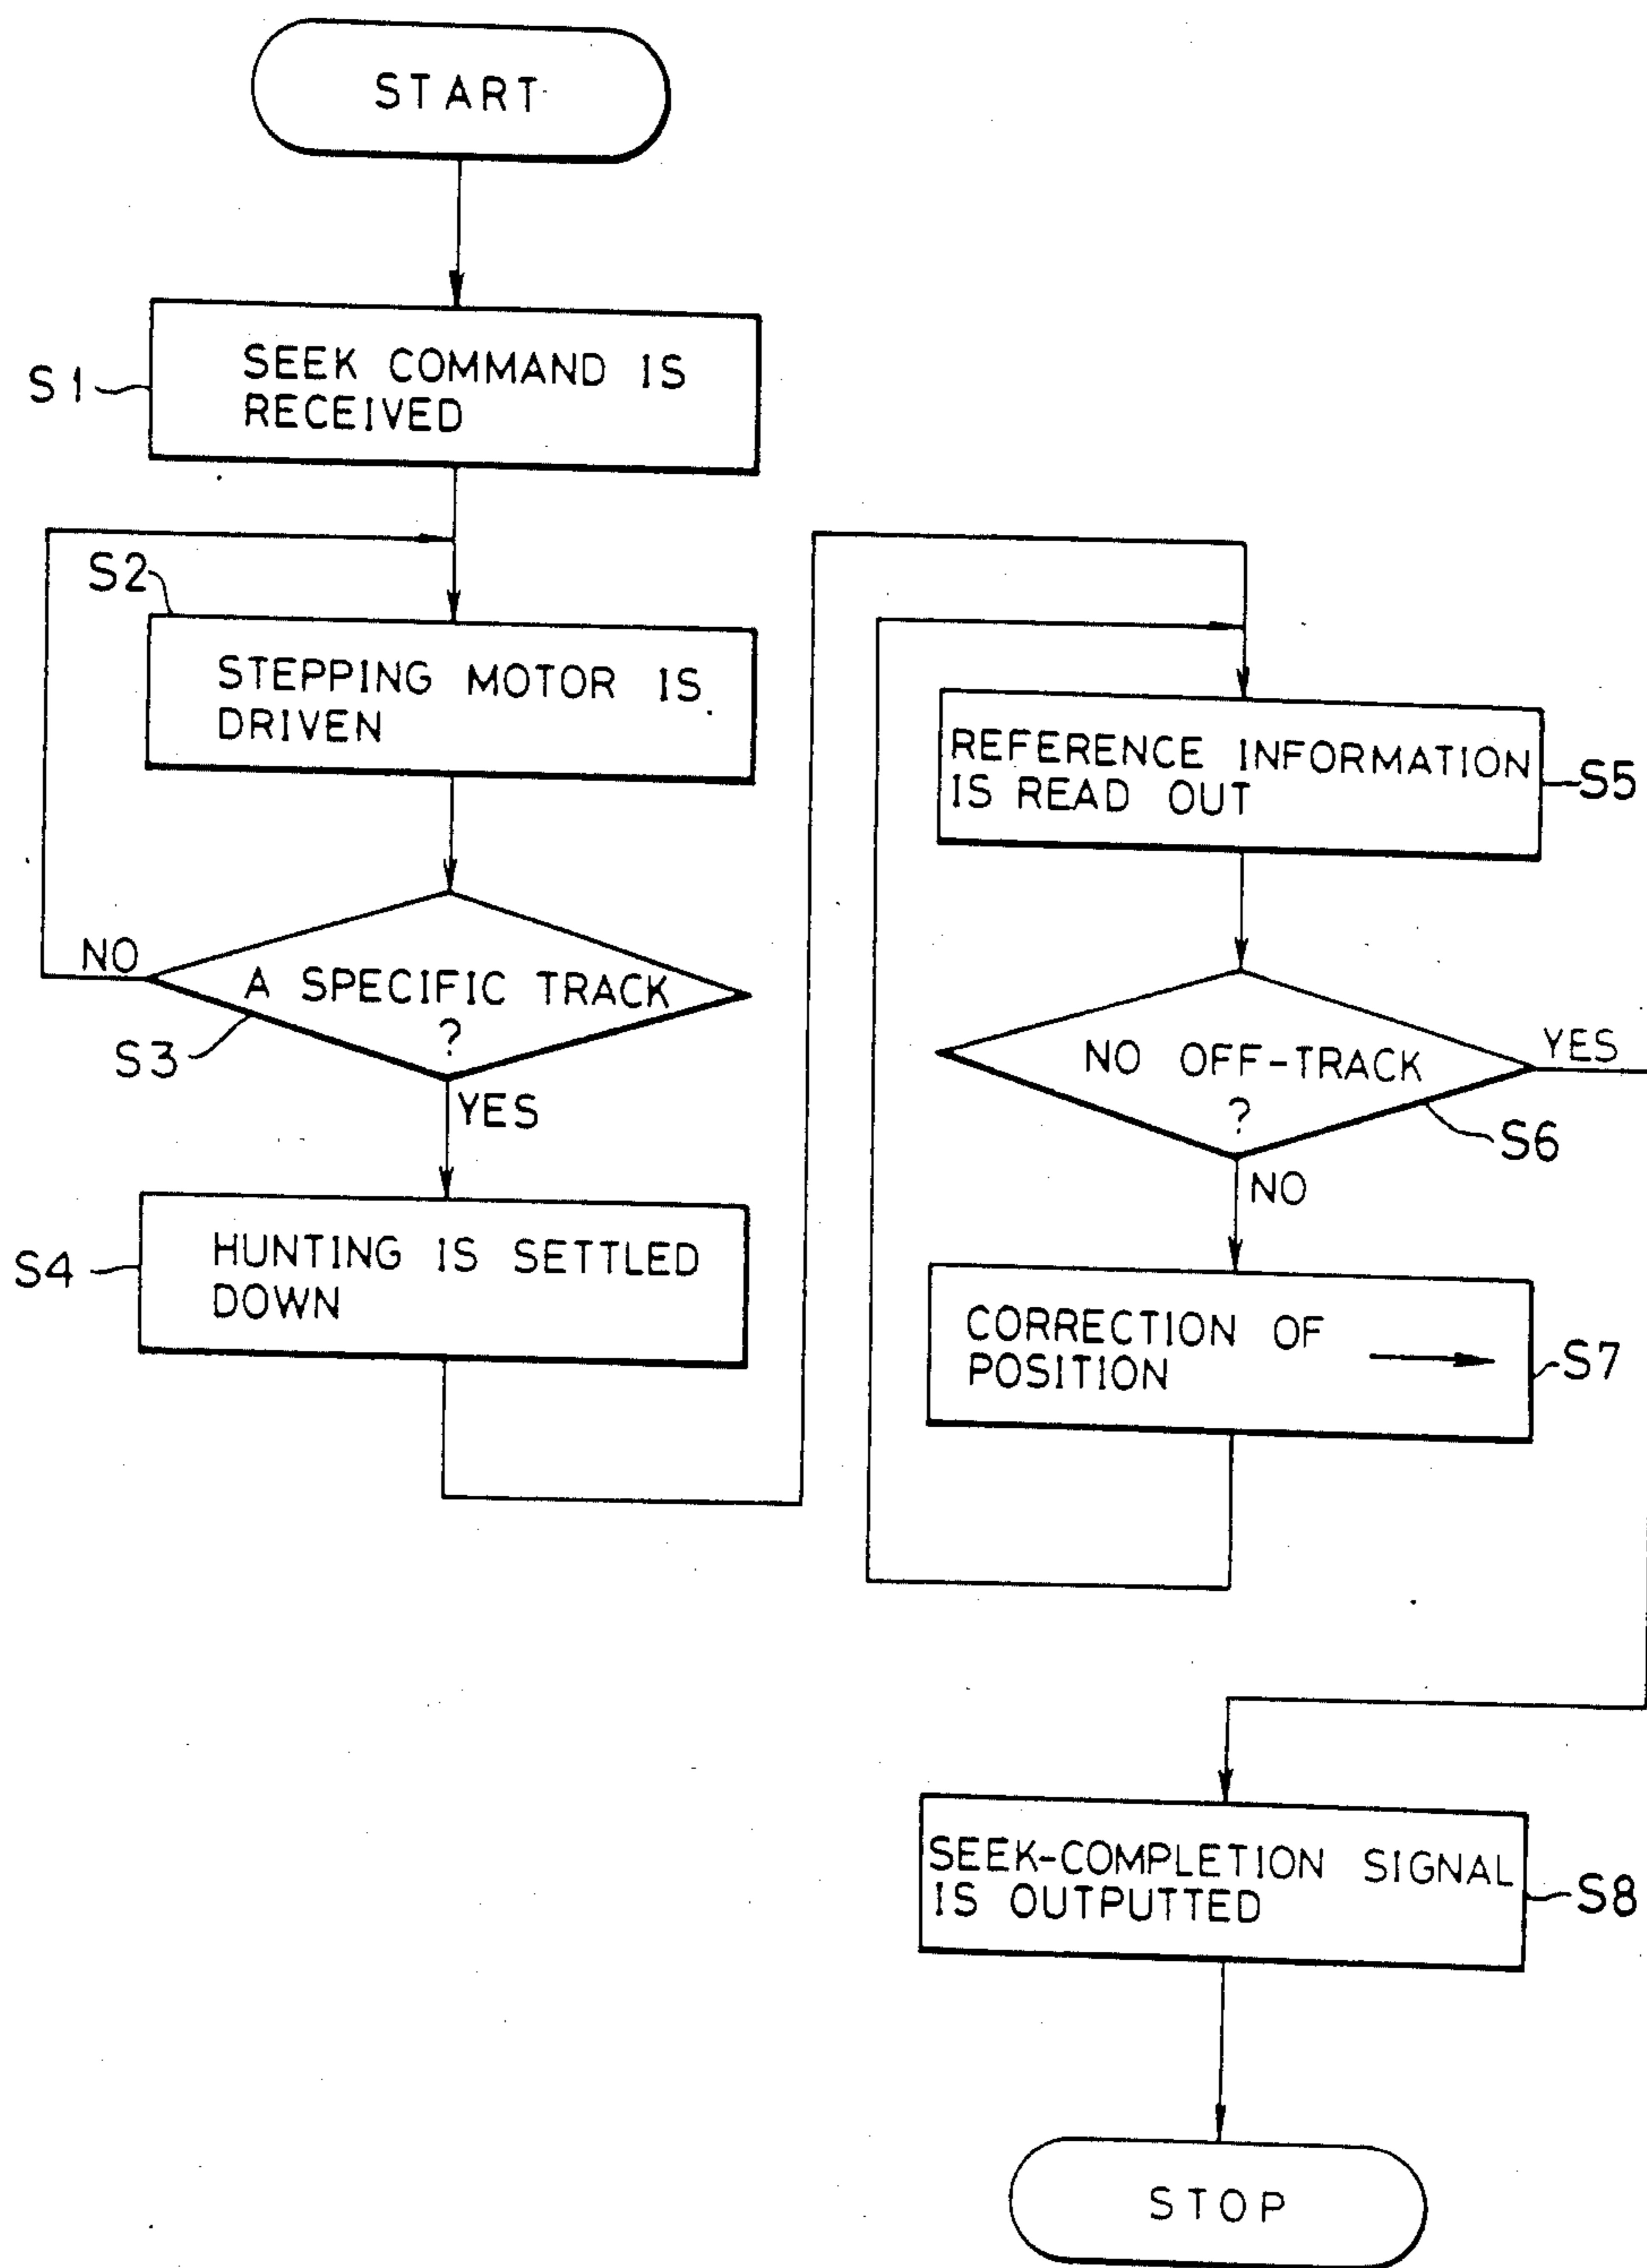 START
S1
SEEK COMMAND IS
RECEIVED
S2
STEPPING MOTOR IS
DRIVEN
NO
A SPECIFIC TRACK
?
S3
YES
S4
HUNTING IS SETTLED
DOWN
REFERENCE INFORMATION
IS READ OUT
S5
NO OFF-TRACK
?
YES
S6
NO
CORRECTION OF
POSITION
S7
SEEK-COMPLETION SIGNAL
IS OUTPUTTED
S8
STOP